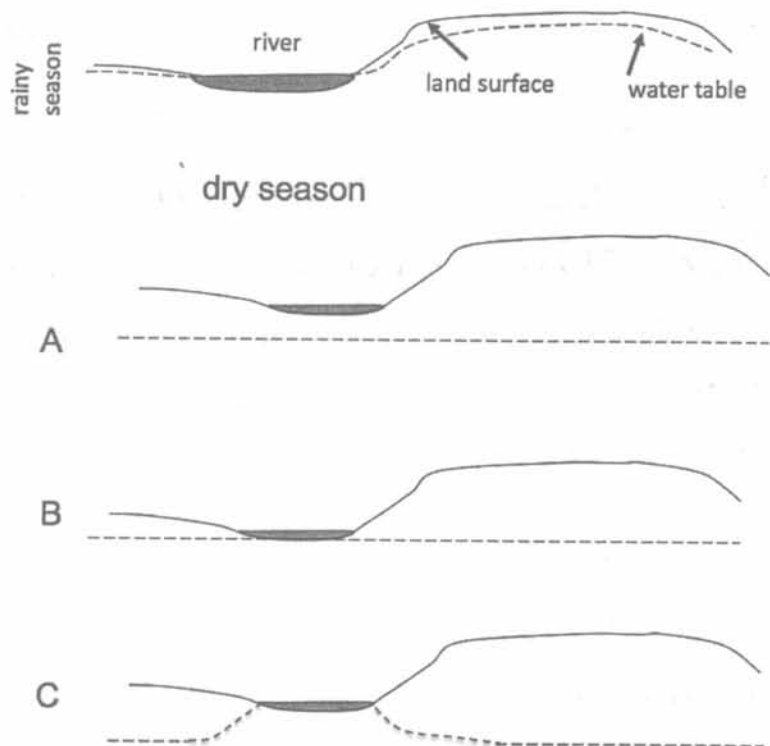 rainy
season
river
land surface
water table
dry season
A
B
C